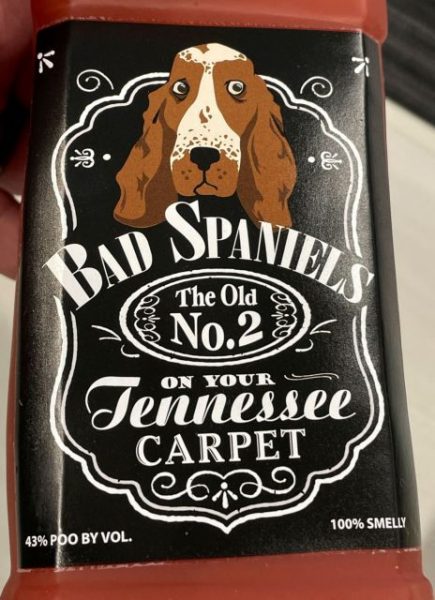 BAD SPANIELS
The Old
No.2
ON YOUR
Tennessee
CARPET
43% POO BY VOL.
100% SMELLY